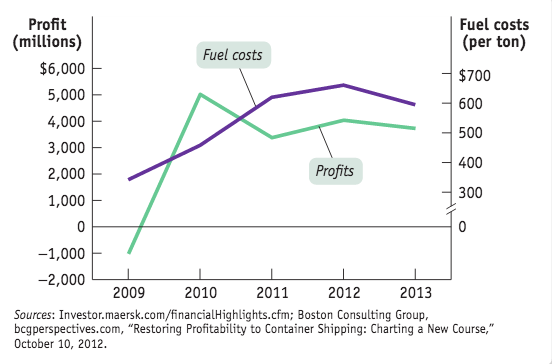 Profit
(millions)
Fuel costs
(per ton)
Fuel costs
$6,000
5,000
4,000
3,000
2,000
1,000
0
–1,000
–2,000
$700
600
500
400
300
0
Profits
2009 2010 2011 2012 2013
Sources: Investor.maersk.com/financialHighlights.cfm; Boston Consulting Group,
bcgperspectives.com, “Restoring Profitability to Container Shipping: Charting a New Course,”
October 10, 2012.